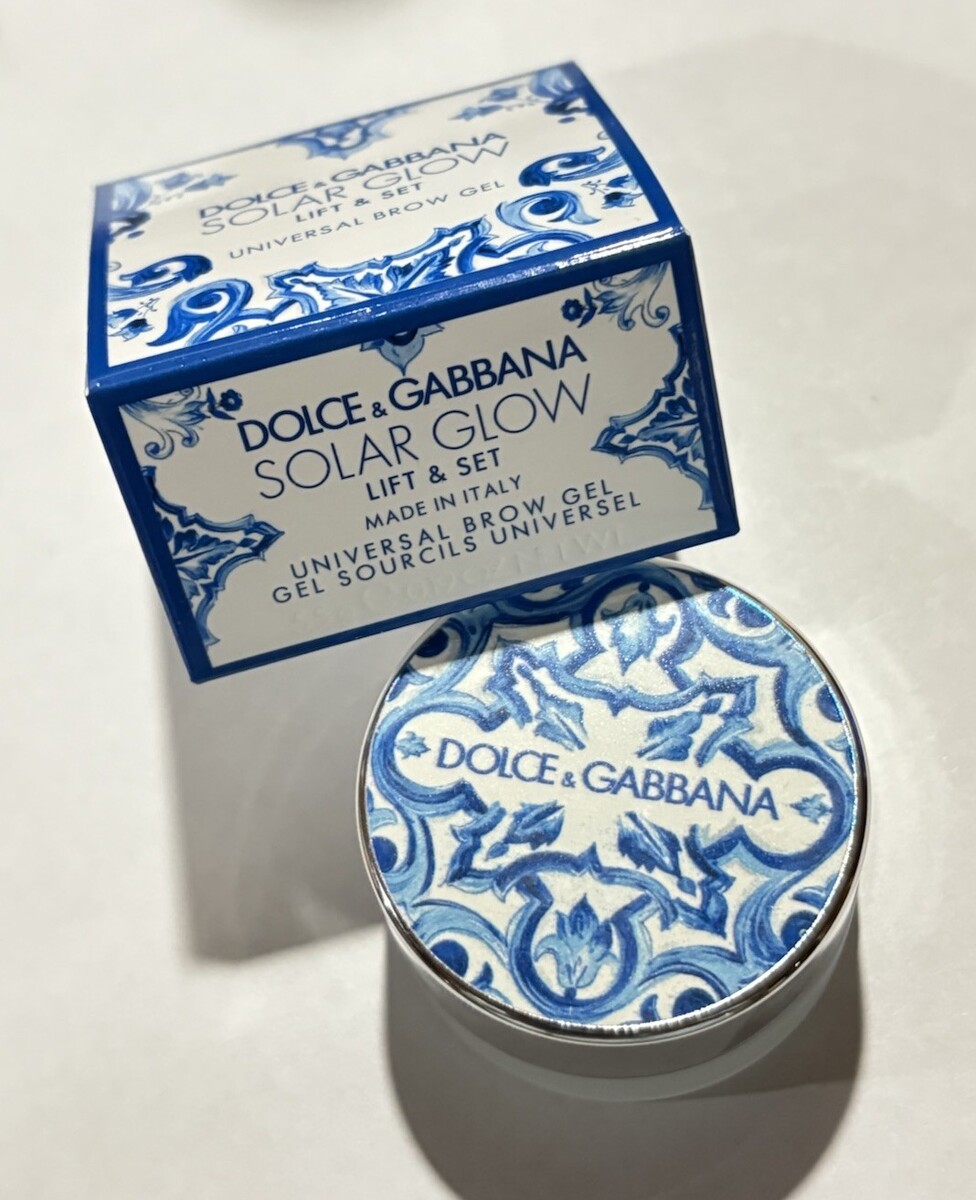 DOLCE & GABBANA
SOLAR GLOW
LIFT & SET
UNIVERSAL BROW GEL
DOLCE & GABBANA
SOLAR GLOW
LIFT & SET
MADE IN ITALY
UNIVERSAL BROW GEL
GEL SOURCILS UNIVERSEL
DOLCE & GABBANA